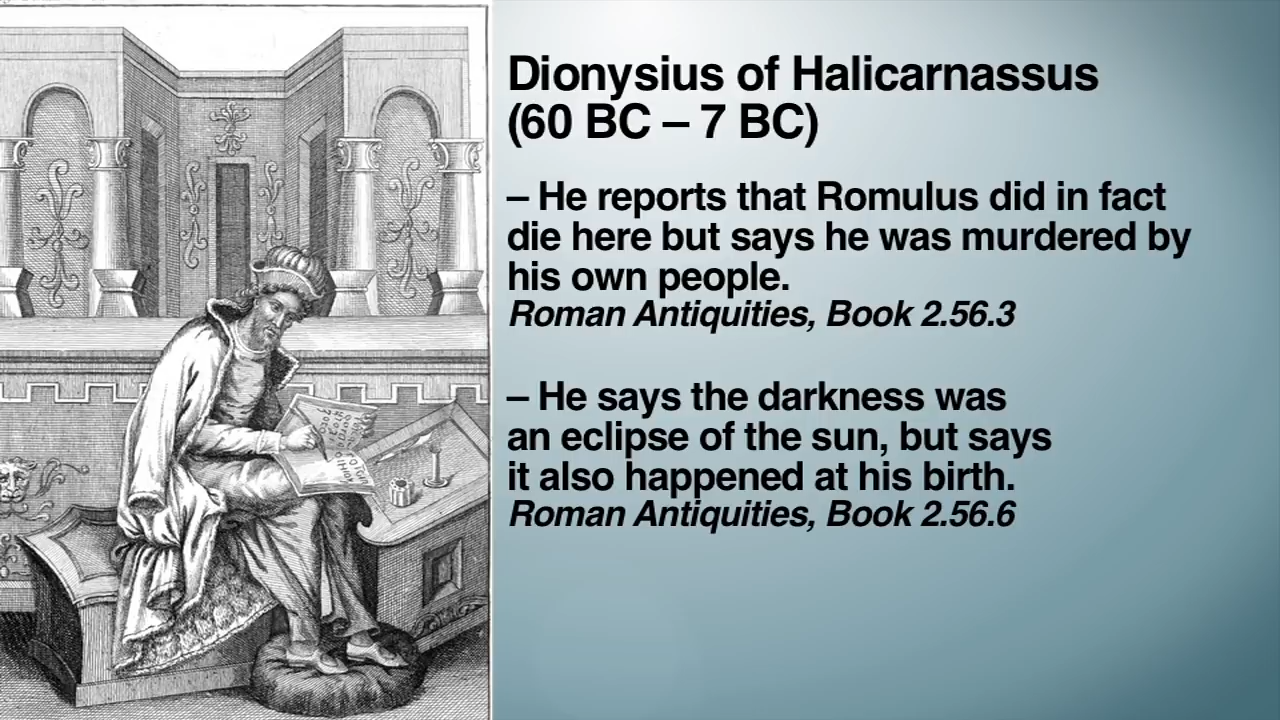 Dionysius of Halicarnassus
(60 BC – 7 BC)
– He reports that Romulus did in fact
die here but says he was murdered by
his own people.
Roman Antiquities, Book 2.56.3
– He says the darkness was
an eclipse of the sun, but says
it also happened at his birth.
Roman Antiquities, Book 2.56.6